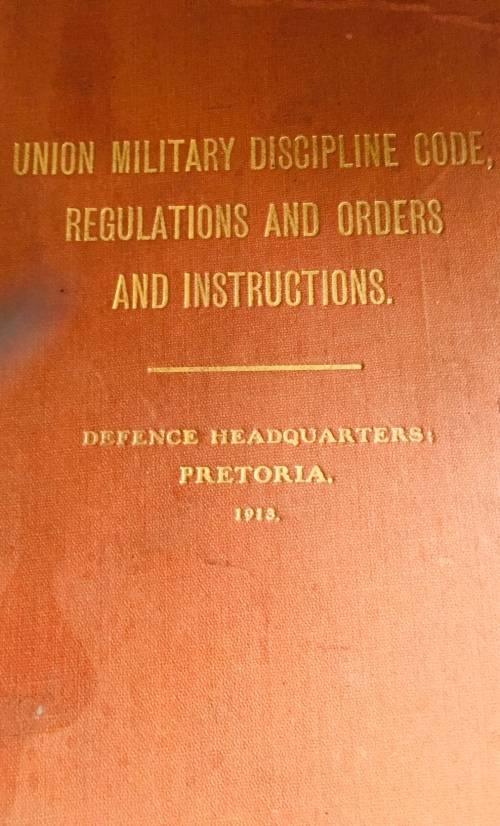 UNION MILITARY DISCIPLINE CODE,
REGULATIONS AND ORDERS
AND INSTRUCTIONS.
DEFENCE HEADQUARTERS;
PRETORIA.
1913.